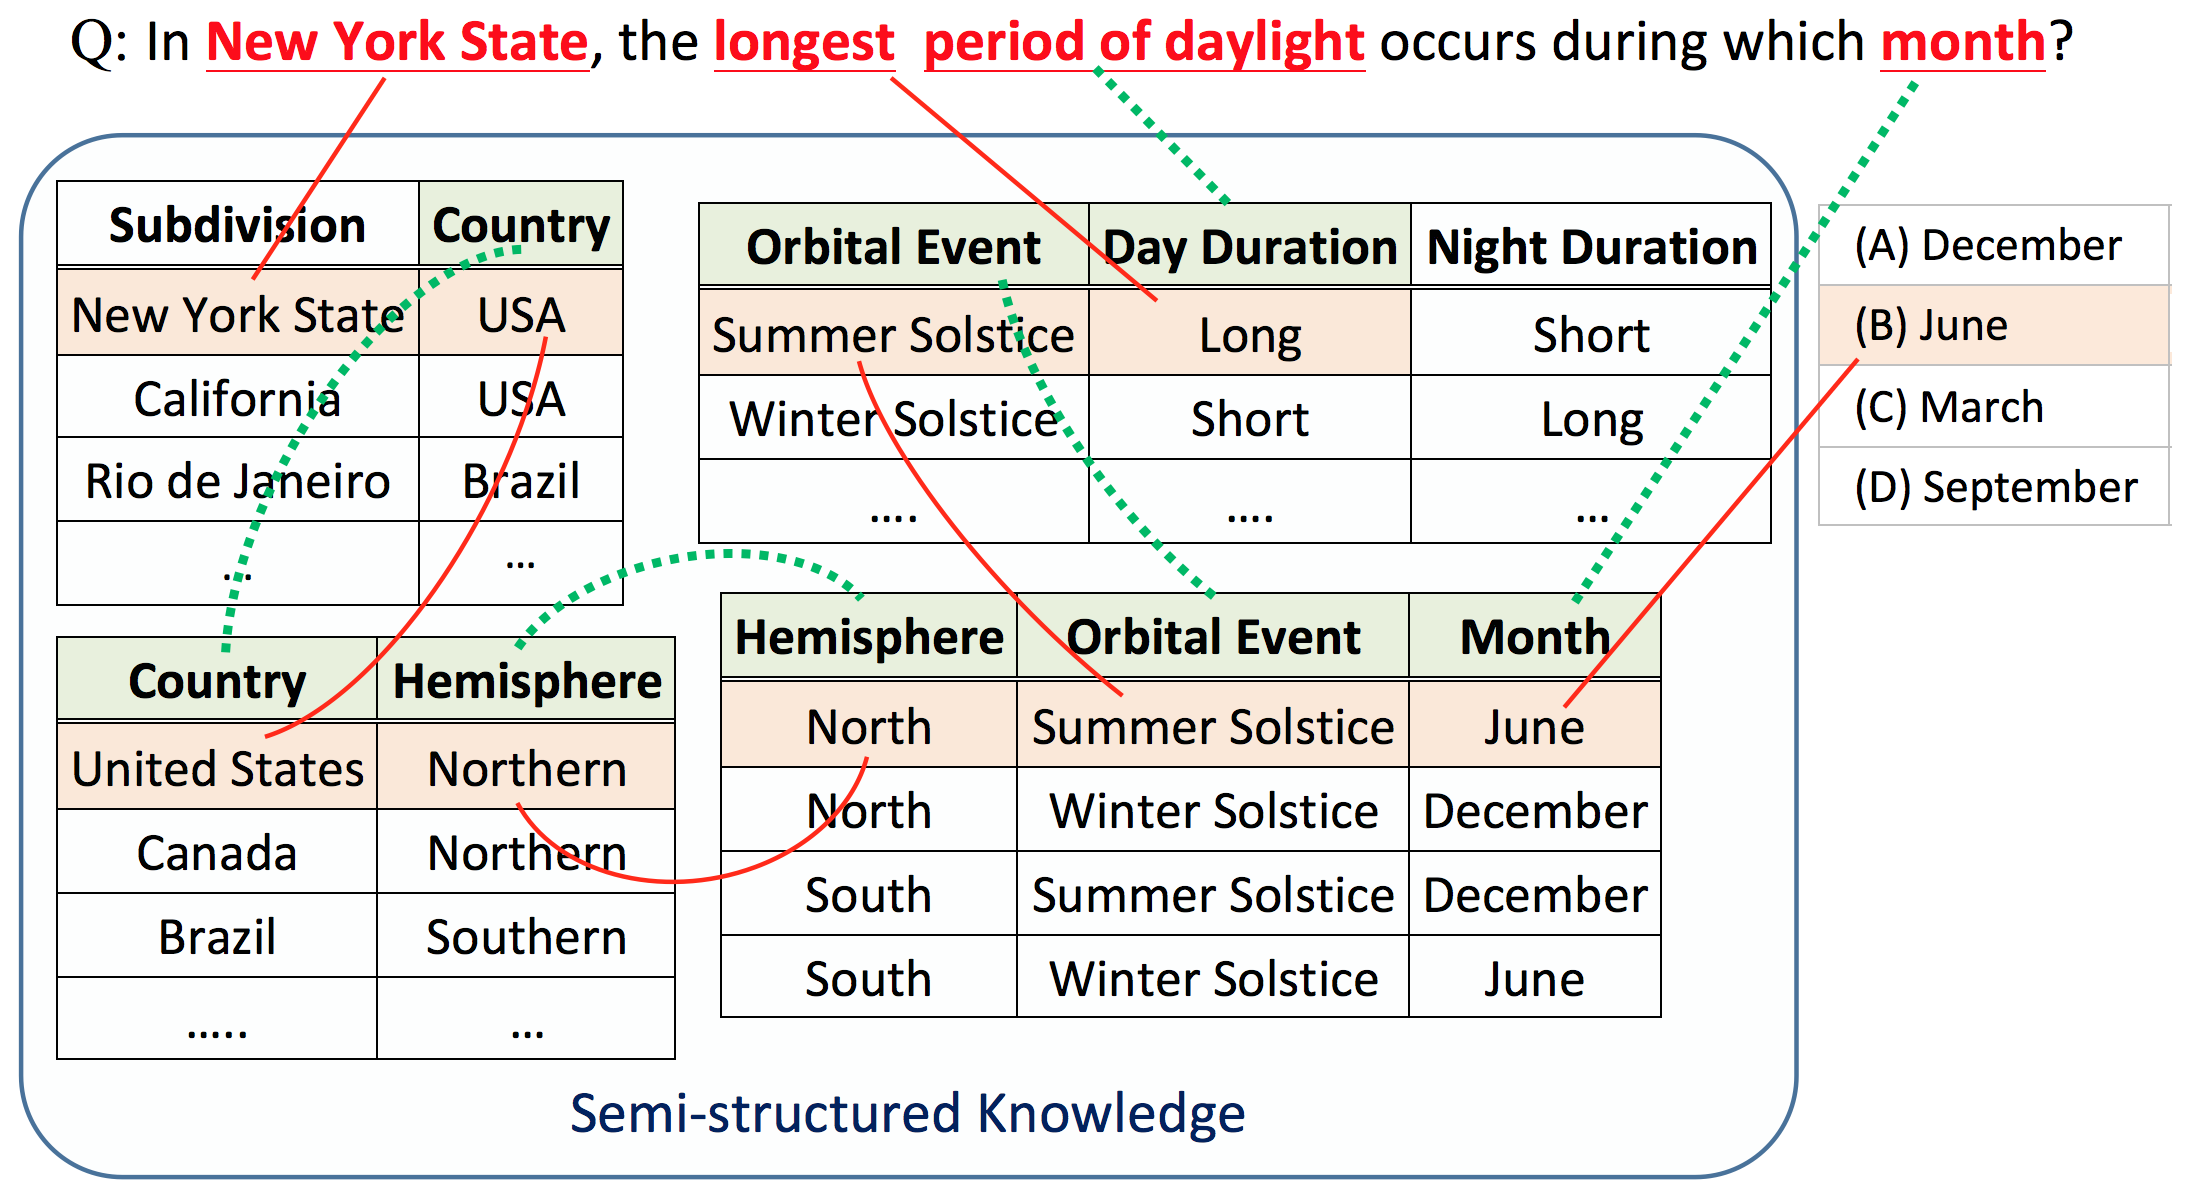 Q: In New York State, the longest period of daylight occurs during which month?
Subdivision Country
New York State USA
California USA
Rio de Janeiro Brazil
... ...
Country Hemisphere
United States Northern
Canada Northern
Brazil Southern
..... ...
Orbital Event Day Duration Night Duration
Summer Solstice Long Short
Winter Solstice Short Long
.... .... ...
Hemisphere Orbital Event Month
North Summer Solstice June
North Winter Solstice December
South Summer Solstice December
South Winter Solstice June
(A) December
(B) June
(C) March
(D) September
Semi-structured Knowledge